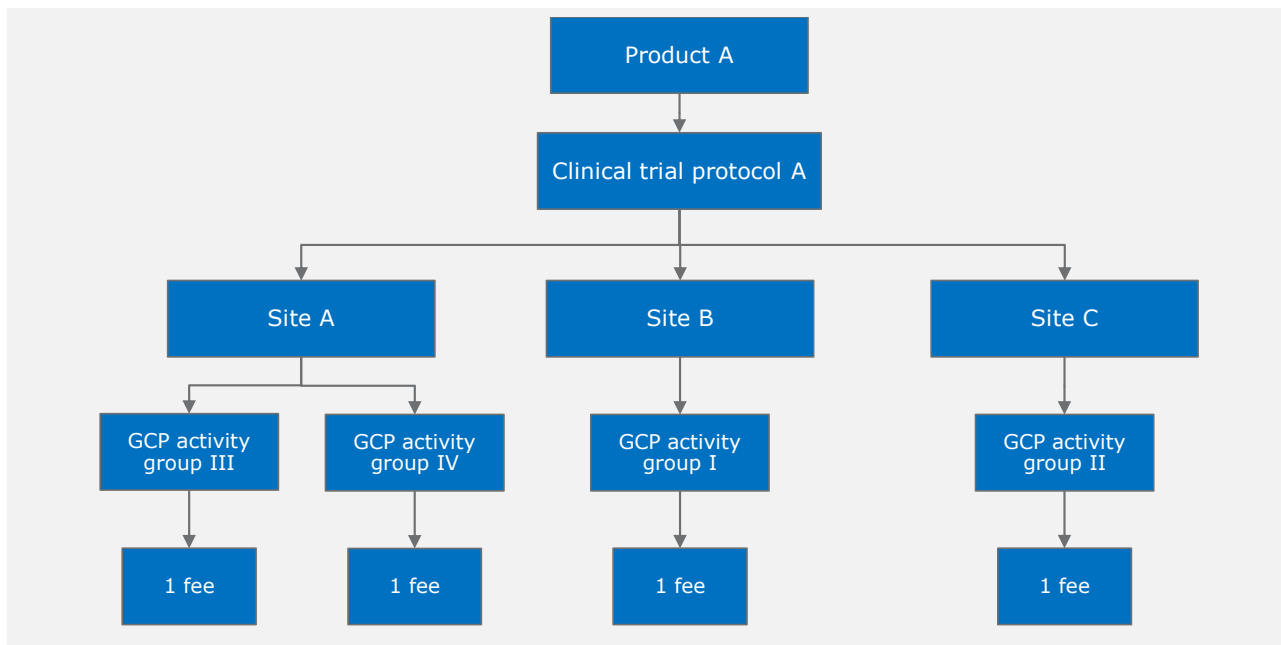 Product A
Clinical trial protocol A
Site A
Site B
Site C
GCP activity
group III
GCP activity
group IV
GCP activity
group I
GCP activity
group II
1 fee
1 fee
1 fee
1 fee